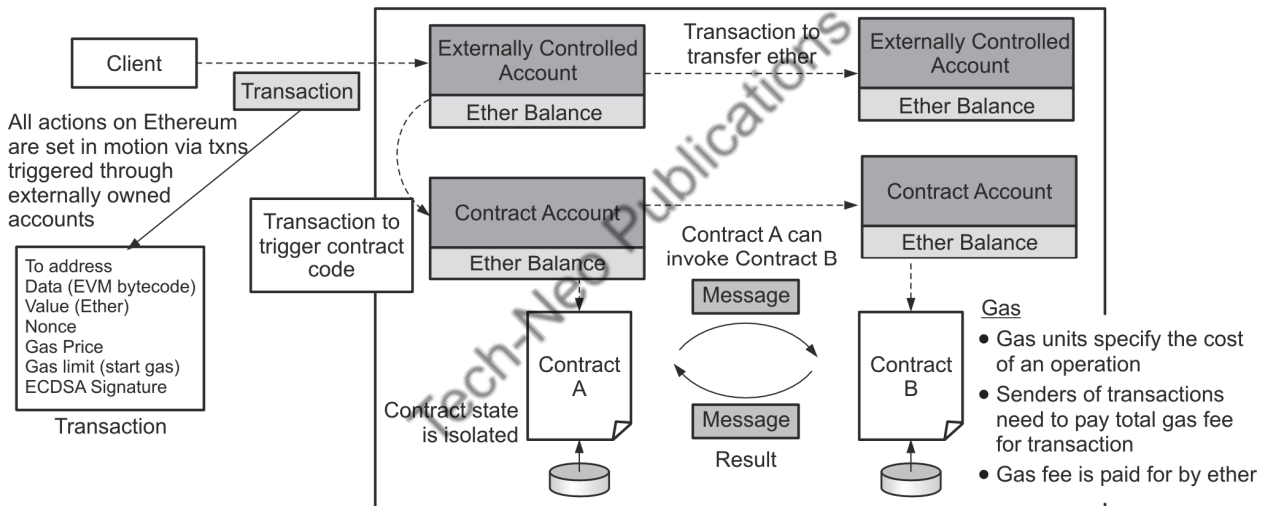 Client
Transaction
All actions on Ethereum
are set in motion via txns
triggered through
externally owned
accounts
To address
Data (EVM bytecode)
Value (Ether)
Nonce
Gas Price
Gas limit (start gas)
ECDSA Signature
Transaction
Transaction to
trigger contract
code
Externally Controlled
Account
Ether Balance
Transaction to
transfer ether
Externally Controlled
Account
Ether Balance
Contract Account
Ether Balance
Contract A can
invoke Contract B
Contract Account
Ether Balance
Contract
A
Contract state
is isolated
Message
Message
Result
Contract
B
Gas
• Gas units specify the cost
of an operation
• Senders of transactions
need to pay total gas fee
for transaction
• Gas fee is paid for by ether
Tech-Neo Publications